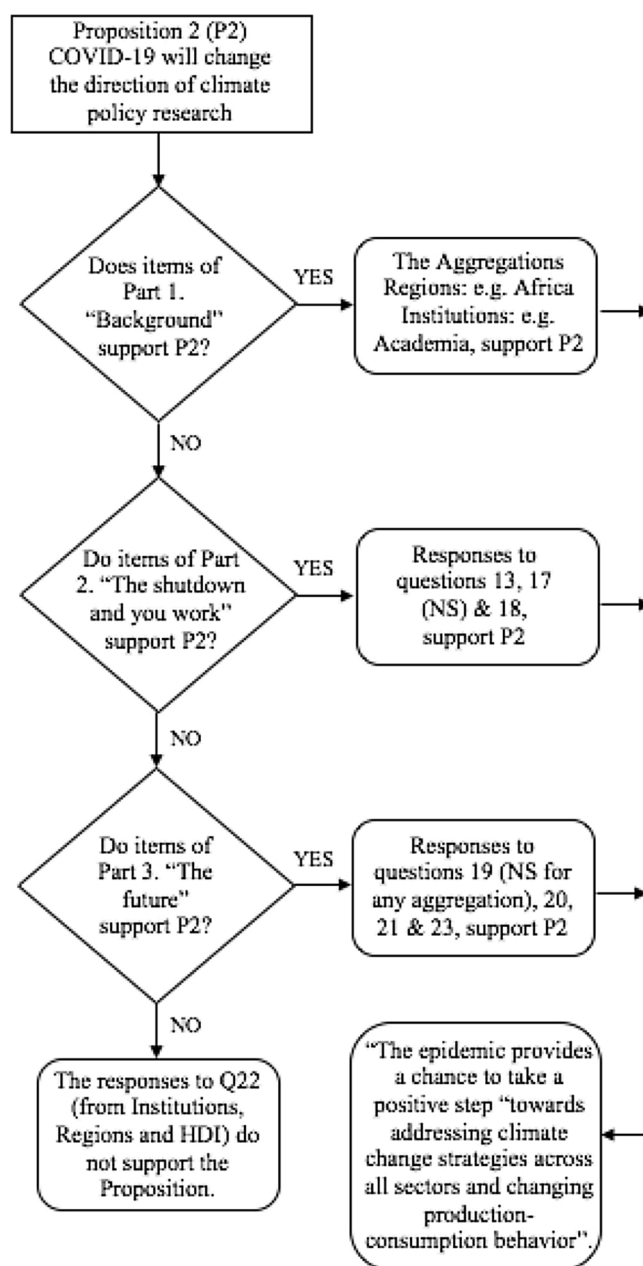 Proposition 2 (P2)
COVID-19 will change
the direction of climate
policy research
Does items of
Part 1.
“Background”
support P2?
YES
The Aggregations
Regions: e.g. Africa
Institutions: e.g.
Academia, support P2
NO
Do items of Part
2. “The shutdown
and you work”
support P2?
YES
Responses to
questions 13, 17
(NS) & 18,
support P2
NO
Do items of
Part 3. “The
future”
support P2?
YES
Responses to
questions 19 (NS for
any aggregation), 20,
21 & 23, support P2
NO
The responses to Q22
(from Institutions,
Regions and HDI) do
not support the
Proposition.
“The epidemic provides
a chance to take a
positive step “towards
addressing climate
change strategies across
all sectors and changing
production-
consumption behavior”.